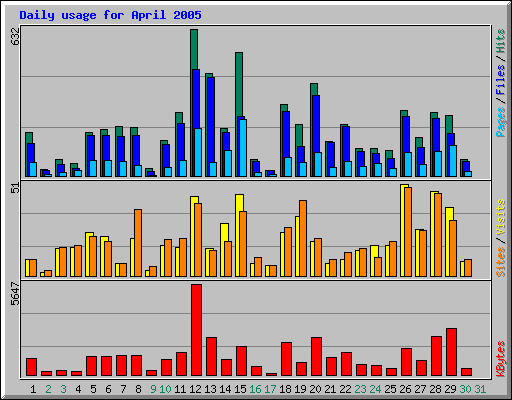 Daily usage for April 2005
632
Pages / Files / Hits
51
Sites / Visits
5647
KBytes
1 2 3 4 5 6 7 8 9 10 11 12 13 14 15 16 17 18 19 20 21 22 23 24 25 26 27 28 29 30 31